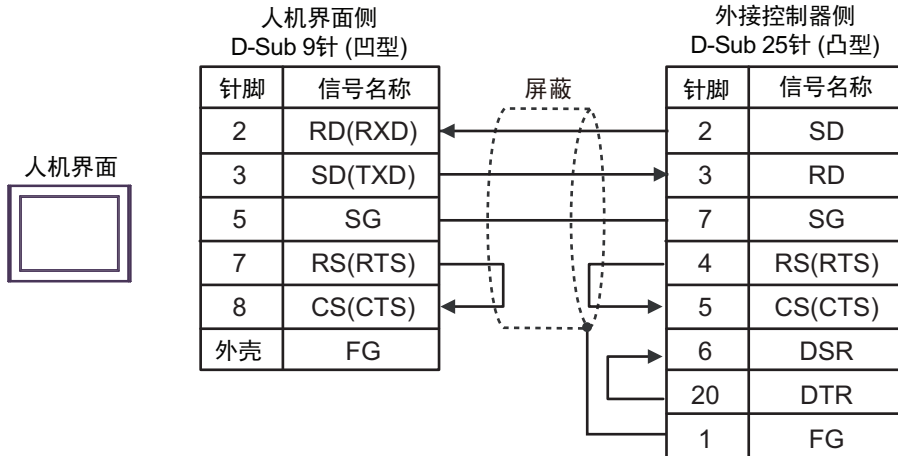 人机界面侧
D-Sub 9针 (凹型)
外接控制器侧
D-Sub 25针 (凸型)
人机界面
屏蔽
针脚 信号名称
2 RD(RXD)
3 SD(TXD)
5 SG
7 RS(RTS)
8 CS(CTS)
外壳 FG
针脚 信号名称
2 SD
3 RD
7 SG
4 RS(RTS)
5 CS(CTS)
6 DSR
20 DTR
1 FG